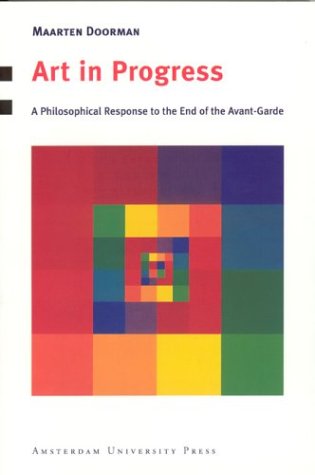 Maarten Doorman
Art in Progress
A Philosophical Response to the End of the Avant-Garde
Amsterdam University Press